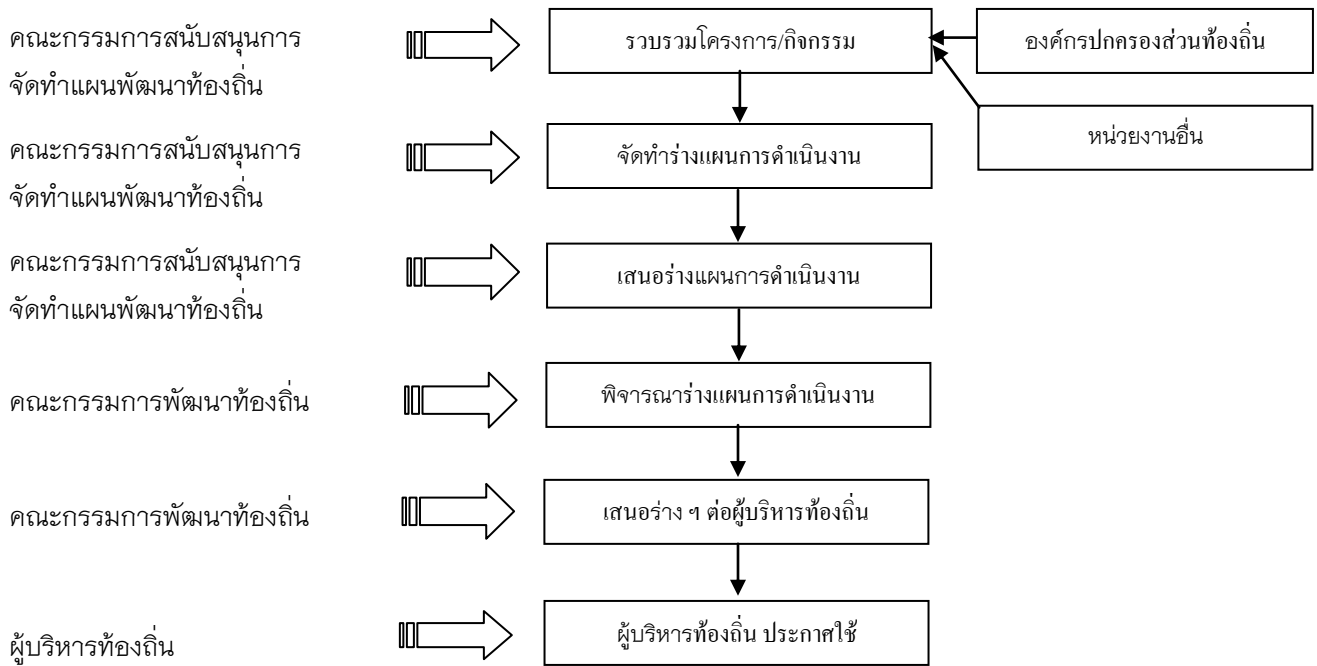 คณะกรรมการสนับสนุนการ
จัดทำแผนพัฒนาท้องถิ่น
รวบรวมโครงการ/กิจกรรม
องค์กรปกครองส่วนท้องถิ่น
หน่วยงานอื่น
คณะกรรมการสนับสนุนการ
จัดทำแผนพัฒนาท้องถิ่น
จัดทำร่างแผนการดำเนินงาน
คณะกรรมการสนับสนุนการ
จัดทำแผนพัฒนาท้องถิ่น
เสนอร่างแผนการดำเนินงาน
คณะกรรมการพัฒนาท้องถิ่น
พิจารณาร่างแผนการดำเนินงาน
คณะกรรมการพัฒนาท้องถิ่น
เสนอร่าง ฯ ต่อผู้บริหารท้องถิ่น
ผู้บริหารท้องถิ่น
ผู้บริหารท้องถิ่น ประกาศใช้